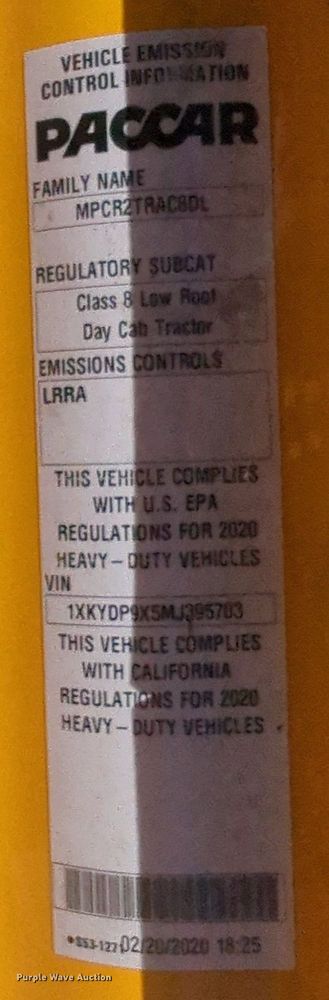 VEHICLE EMISSION
CONTROL INFORMATION
PACCAR
FAMILY NAME
MPCR2TRAC8DL
REGULATORY SUBCAT
Class 8 Low Roof
Day Cab Tractor
EMISSIONS CONTROLS
LRRA
THIS VEHICLE COMPLIES
WITH U.S. EPA
REGULATIONS FOR 2020
HEAVY-DUTY VEHICLES
VIN
1XKYDP9X5MJ395703
THIS VEHICLE COMPLIES
WITH CALIFORNIA
REGULATIONS FOR 2020
HEAVY-DUTY VEHICLES
S53-1271 02/20/2020 18:25
Purple Wave Auction